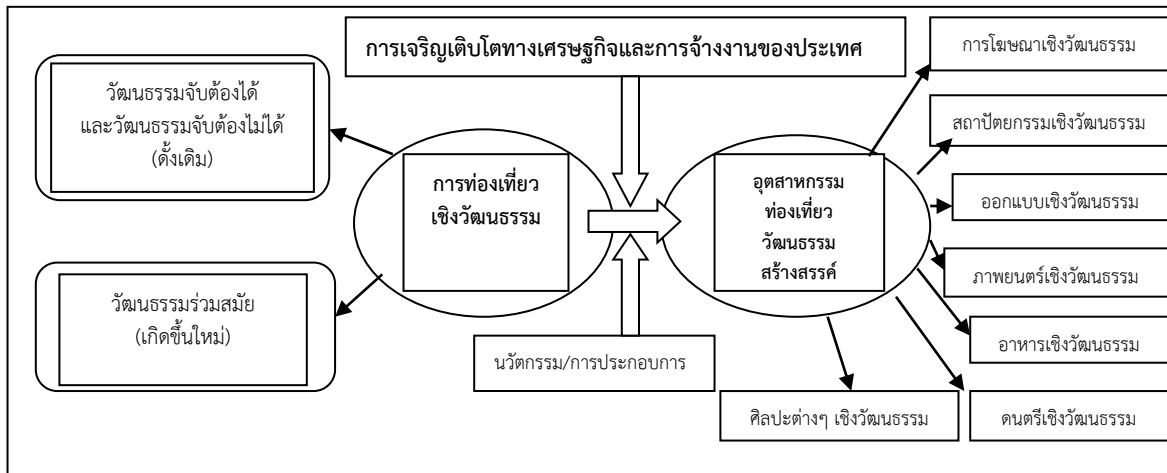 การเจริญเติบโตทางเศรษฐกิจและการจ้างงานของประเทศ
วัฒนธรรมจับต้องได้
และวัฒนธรรมจับต้องไม่ได้
(ดั้งเดิม)
วัฒนธรรมร่วมสมัย
(เกิดขึ้นใหม่)
การท่องเที่ยว
เชิงวัฒนธรรม
นวัตกรรม/การประกอบการ
อุตสาหกรรม
ท่องเที่ยว
วัฒนธรรม
สร้างสรรค์
การโฆษณาเชิงวัฒนธรรม
สถาปัตยกรรมเชิงวัฒนธรรม
ออกแบบเชิงวัฒนธรรม
ภาพยนตร์เชิงวัฒนธรรม
อาหารเชิงวัฒนธรรม
ดนตรีเชิงวัฒนธรรม
ศิลปะต่างๆ เชิงวัฒนธรรม